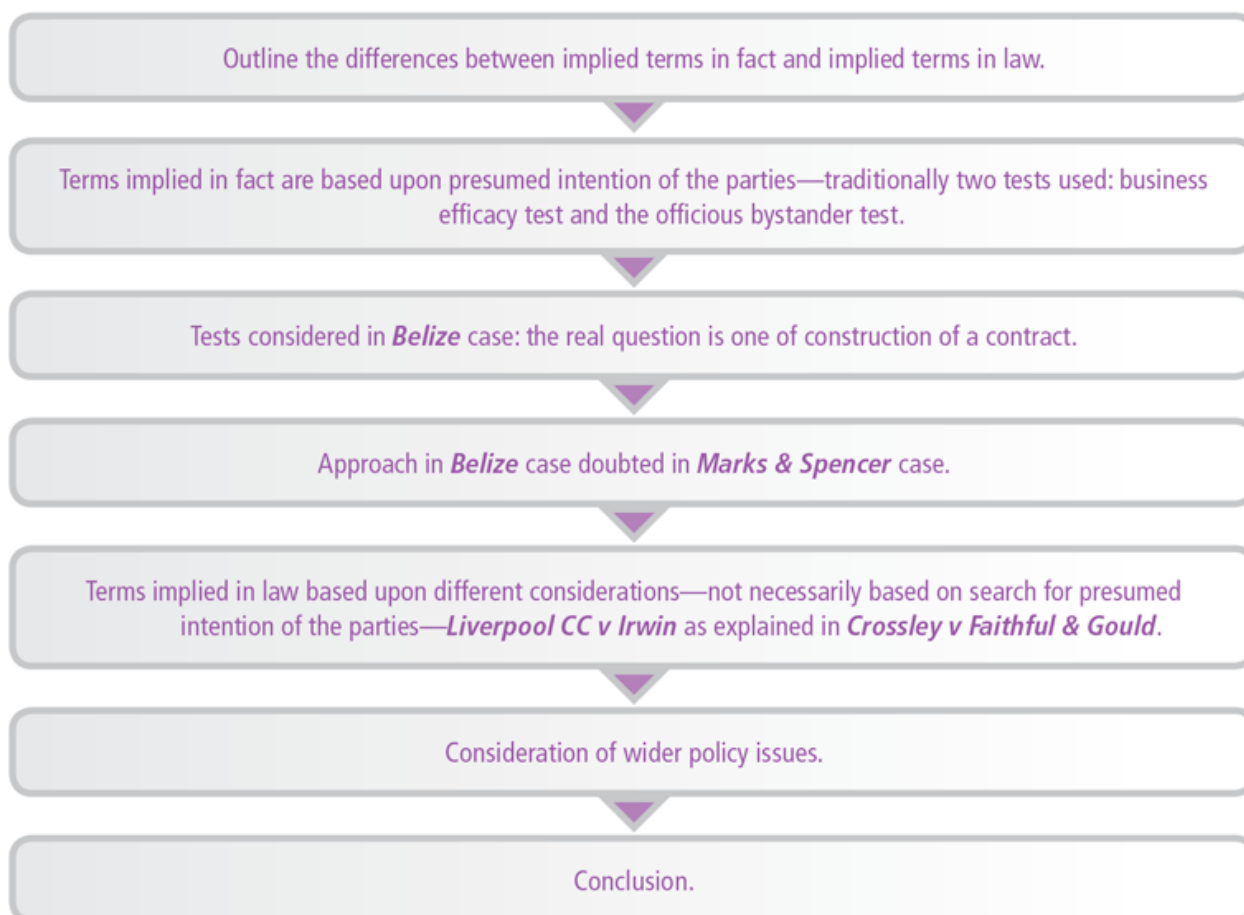 Outline the differences between implied terms in fact and implied terms in law.
Terms implied in fact are based upon presumed intention of the parties—traditionally two tests used: business
efficacy test and the officious bystander test.
Tests considered in Belize case: the real question is one of construction of a contract.
Approach in Belize case doubted in Marks & Spencer case.
Terms implied in law based upon different considerations—not necessarily based on search for presumed
intention of the parties—Liverpool CC v Irwin as explained in Crossley v Faithful & Gould.
Consideration of wider policy issues.
Conclusion.